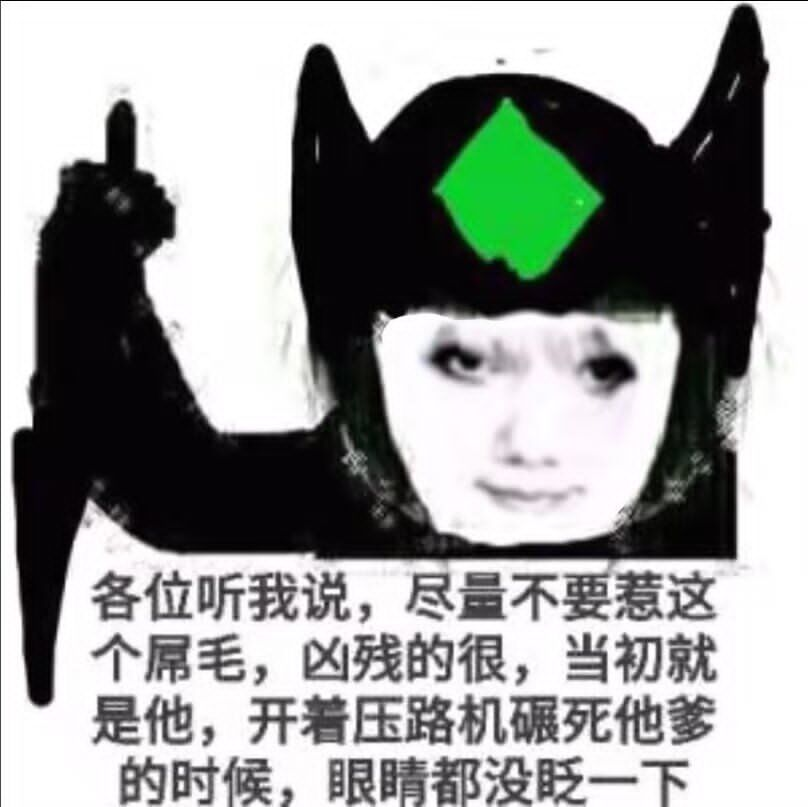 各位听我说，尽量不要惹这
个屌毛，凶残的很，当初就
是他，开着压路机碾死他爹
的时候，眼睛都没眨一下